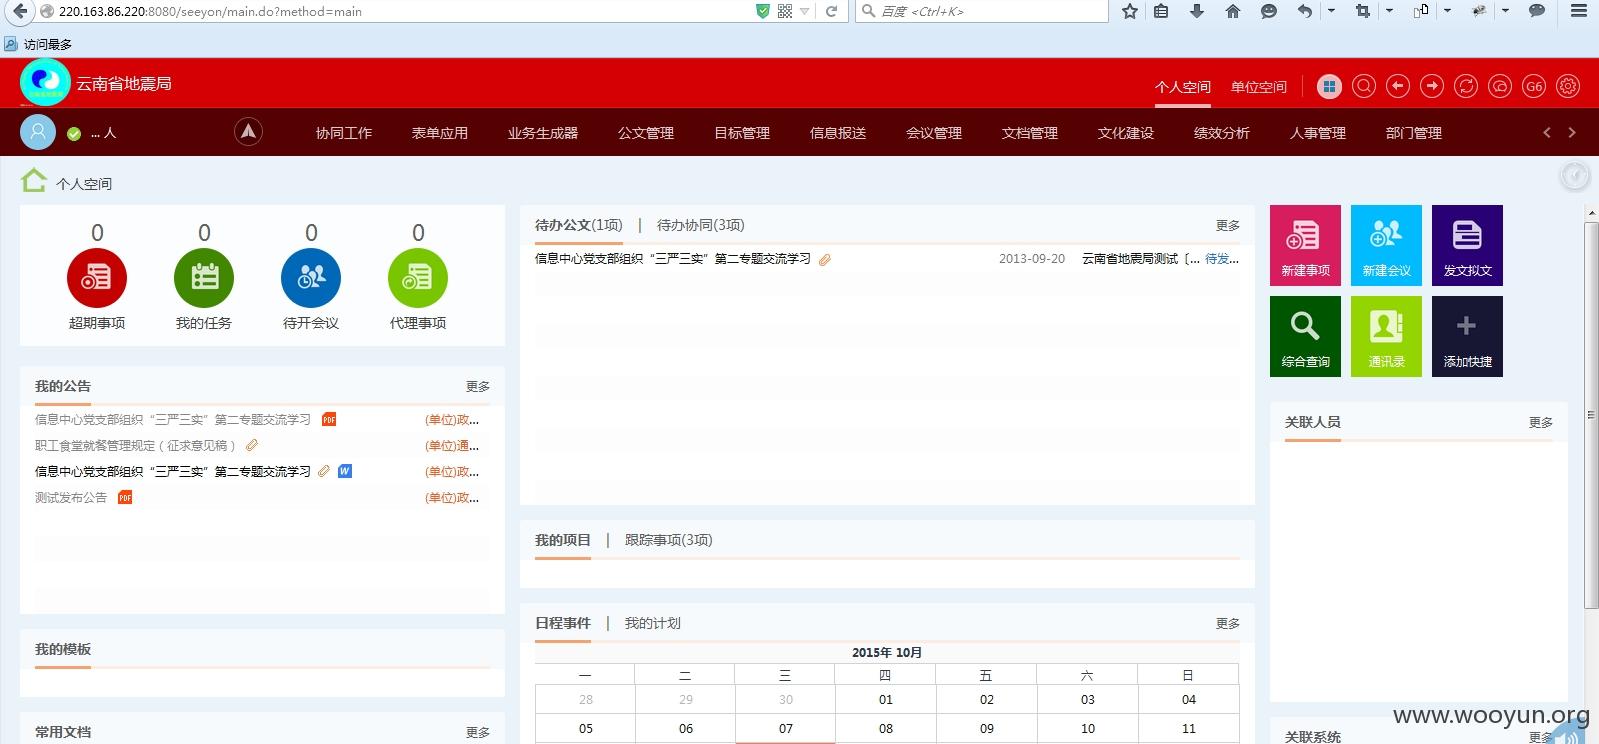 220.163.86.220:8080/seeyon/main.do?method=main
百度 <Ctrl+K>
访问最多
云南省地震局
个人空间 单位空间 G6
... 人
协同工作 表单应用 业务生成器 公文管理 目标管理 信息报送 会议管理 文档管理 文化建设 绩效分析 人事管理 部门管理
个人空间
0 0 0 0
超期事项 我的任务 待开会议 代理事项
我的公告 更多
信息中心党支部组织“三严三实”第二专题交流学习 PDF (单位)政...
职工食堂就餐管理规定（征求意见稿） (单位)通...
信息中心党支部组织“三严三实”第二专题交流学习 W (单位)政...
测试发布公告 PDF (单位)政...
我的模板
常用文档 更多
待办公文(1项) | 待办协同(3项) 更多
信息中心党支部组织“三严三实”第二专题交流学习 2013-09-20 云南省地震局测试〔... 待发...
我的项目 | 跟踪事项(3项)
日程事件 | 我的计划 更多
2015年 10月
一 二 三 四 五 六 日
28 29 30 01 02 03 04
05 06 07 08 09 10 11
新建事项 新建会议 发文拟文
综合查询 通讯录 添加快捷
关联人员 更多
www.wooyun.org
关联系统 更多